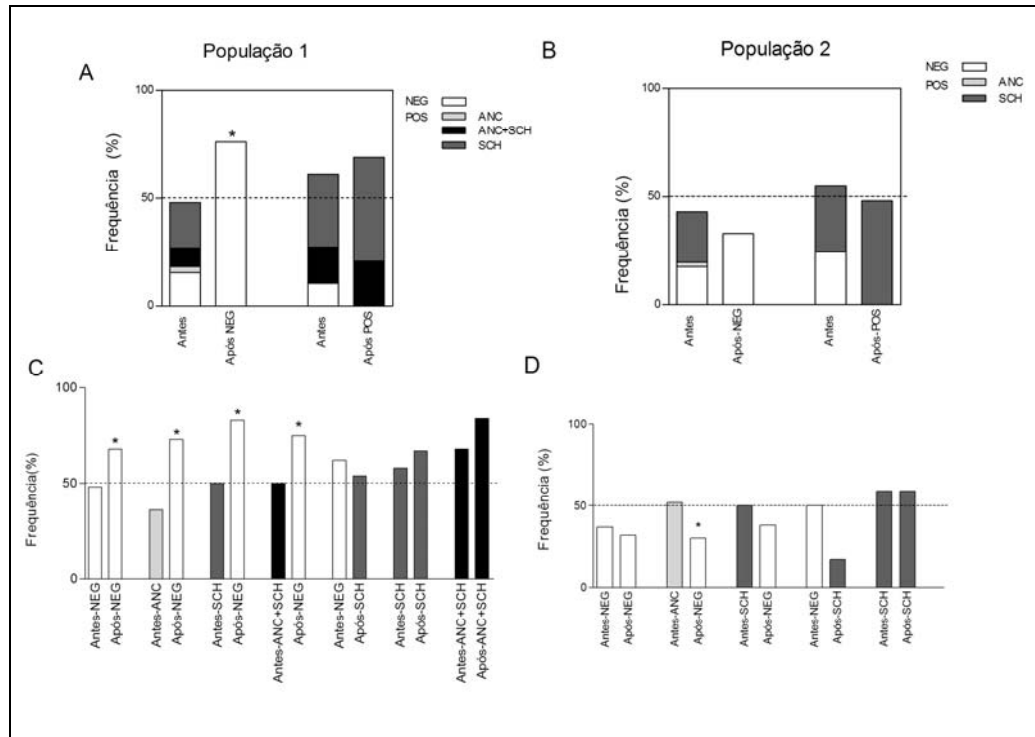 População 1
A
100
50
0
Frequência (%)
*
NEG
POS ANC
ANC+SCH
SCH
Antes
Após NEG
Antes
Após POS
População 2
B
100
50
0
Frequência (%)
NEG
POS ANC
SCH
Antes
Após-NEG
Antes
Após-POS
C
100
50
0
Frequência(%)
* * * *
Antes-NEG
Após-NEG
Antes-ANC
Após-NEG
Antes-SCH
Após-NEG
Antes-ANC+SCH
Após-NEG
Antes-NEG
Após-SCH
Antes-SCH
Após-SCH
Antes-ANC+SCH
Após-ANC+SCH
D
100
50
0
Frequência (%)
*
Antes-NEG
Após-NEG
Antes-ANC
Após-NEG
Antes-SCH
Após-NEG
Antes-NEG
Após-SCH
Antes-SCH
Após-SCH